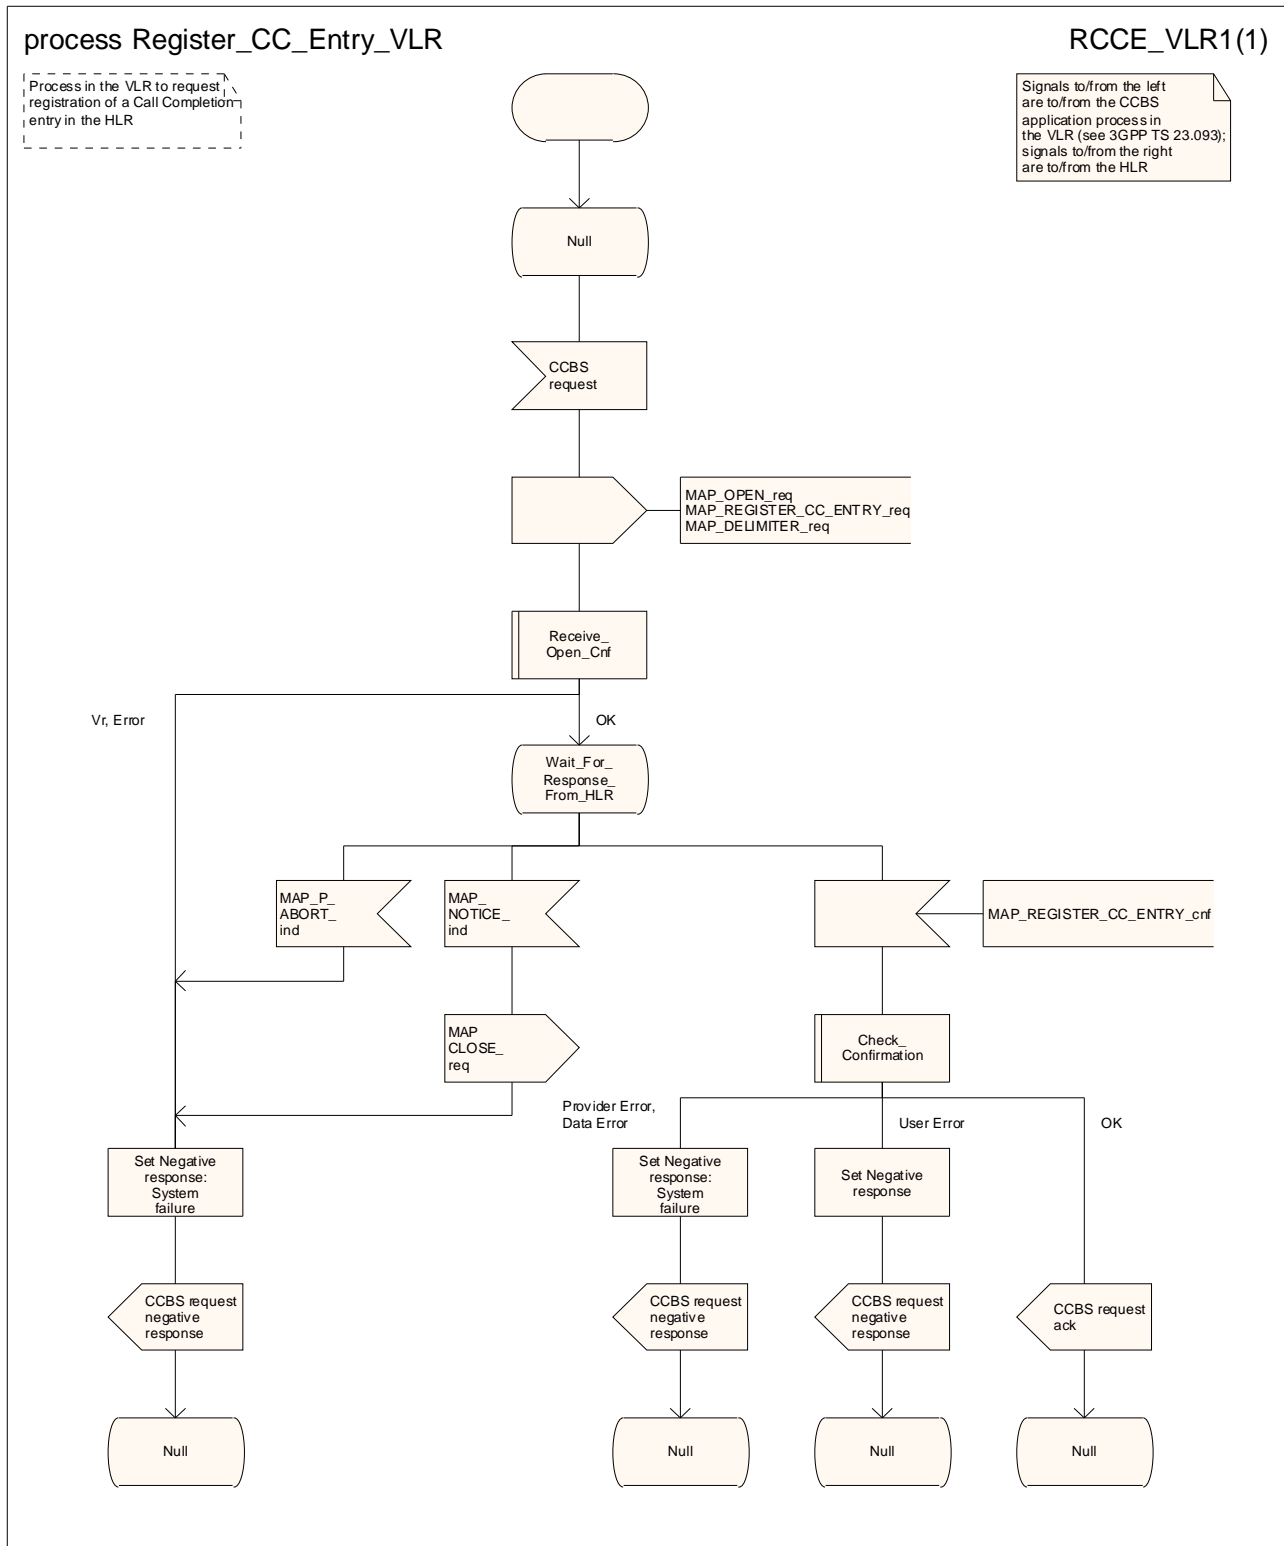 process Register_CC_Entry_VLR
RCCE_VLR1(1)
Process in the VLR to request
registration of a Call Completion
entry in the HLR
Signals to/from the left
are to/from the CCBS
application process in
the VLR (see 3GPP TS 23.093);
signals to/from the right
are to/from the HLR
Null
CCBS
request
MAP_OPEN_req
MAP_REGISTER_CC_ENTRY_req
MAP_DELIMITER_req
Receive_
Open_Cnf
Vr, Error
OK
Wait_For_
Response_
From_HLR
MAP_P_
ABORT_
ind
MAP_
NOTICE_
ind
MAP_REGISTER_CC_ENTRY_cnf
MAP
CLOSE_
req
Check_
Confirmation
Provider Error,
Data Error
User Error
OK
Set Negative
response:
System
failure
Set Negative
response:
System
failure
Set Negative
response
CCBS request
negative
response
CCBS request
negative
response
CCBS request
negative
response
CCBS request
ack
Null
Null
Null
Null